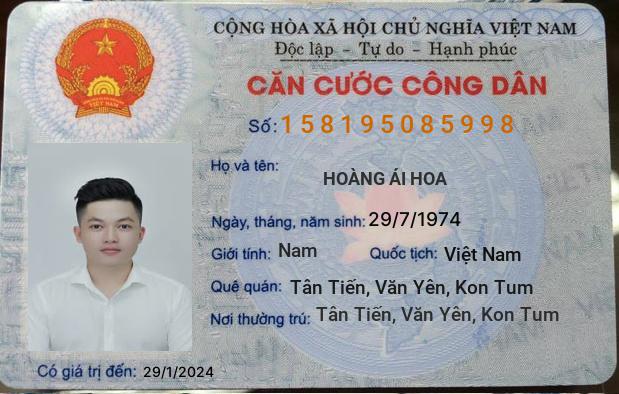 CỘNG HÒA XÃ HỘI CHỦ NGHĨA VIỆT NAM
Độc lập - Tự do - Hạnh phúc
CĂN CƯỚC CÔNG DÂN
Số: 158195085998
Họ và tên:
HOÀNG ÁI HOA
Ngày, tháng, năm sinh: 29/7/1974
Giới tính: Nam Quốc tịch: Việt Nam
Quê quán: Tân Tiến, Văn Yên, Kon Tum
Nơi thường trú: Tân Tiến, Văn Yên, Kon Tum
Có giá trị đến: 29/1/2024
VIỆT NAM